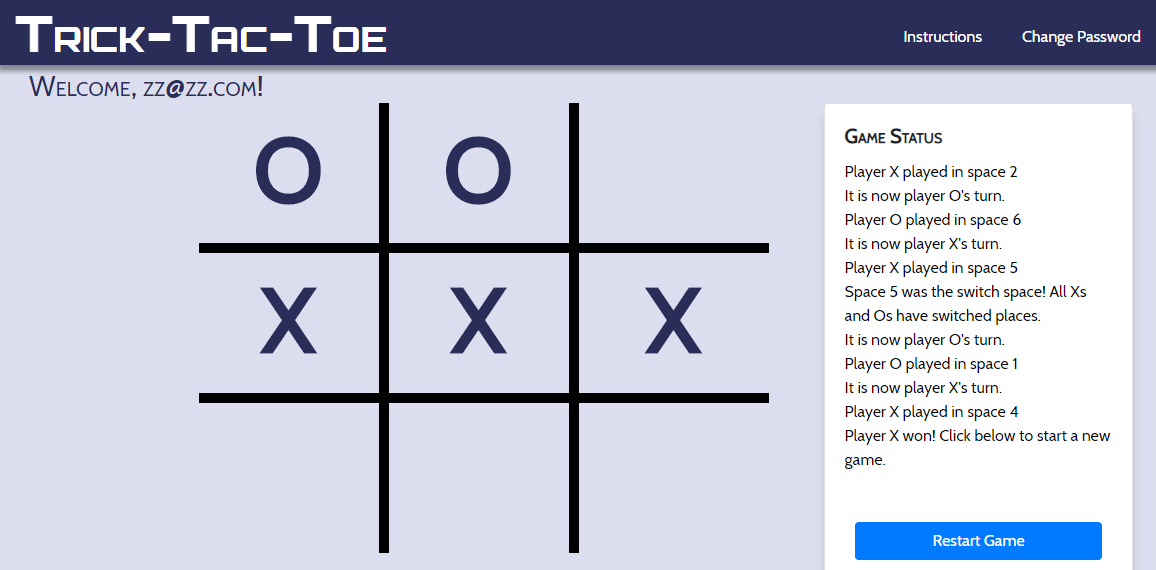 Trick-Tac-Toe
Instructions Change Password
Welcome, zz@zz.com!
O O
X X X
Game Status
Player X played in space 2
It is now player O's turn.
Player O played in space 6
It is now player X's turn.
Player X played in space 5
Space 5 was the switch space! All Xs
and Os have switched places.
It is now player O's turn.
Player O played in space 1
It is now player X's turn.
Player X played in space 4
Player X won! Click below to start a new
game.
Restart Game